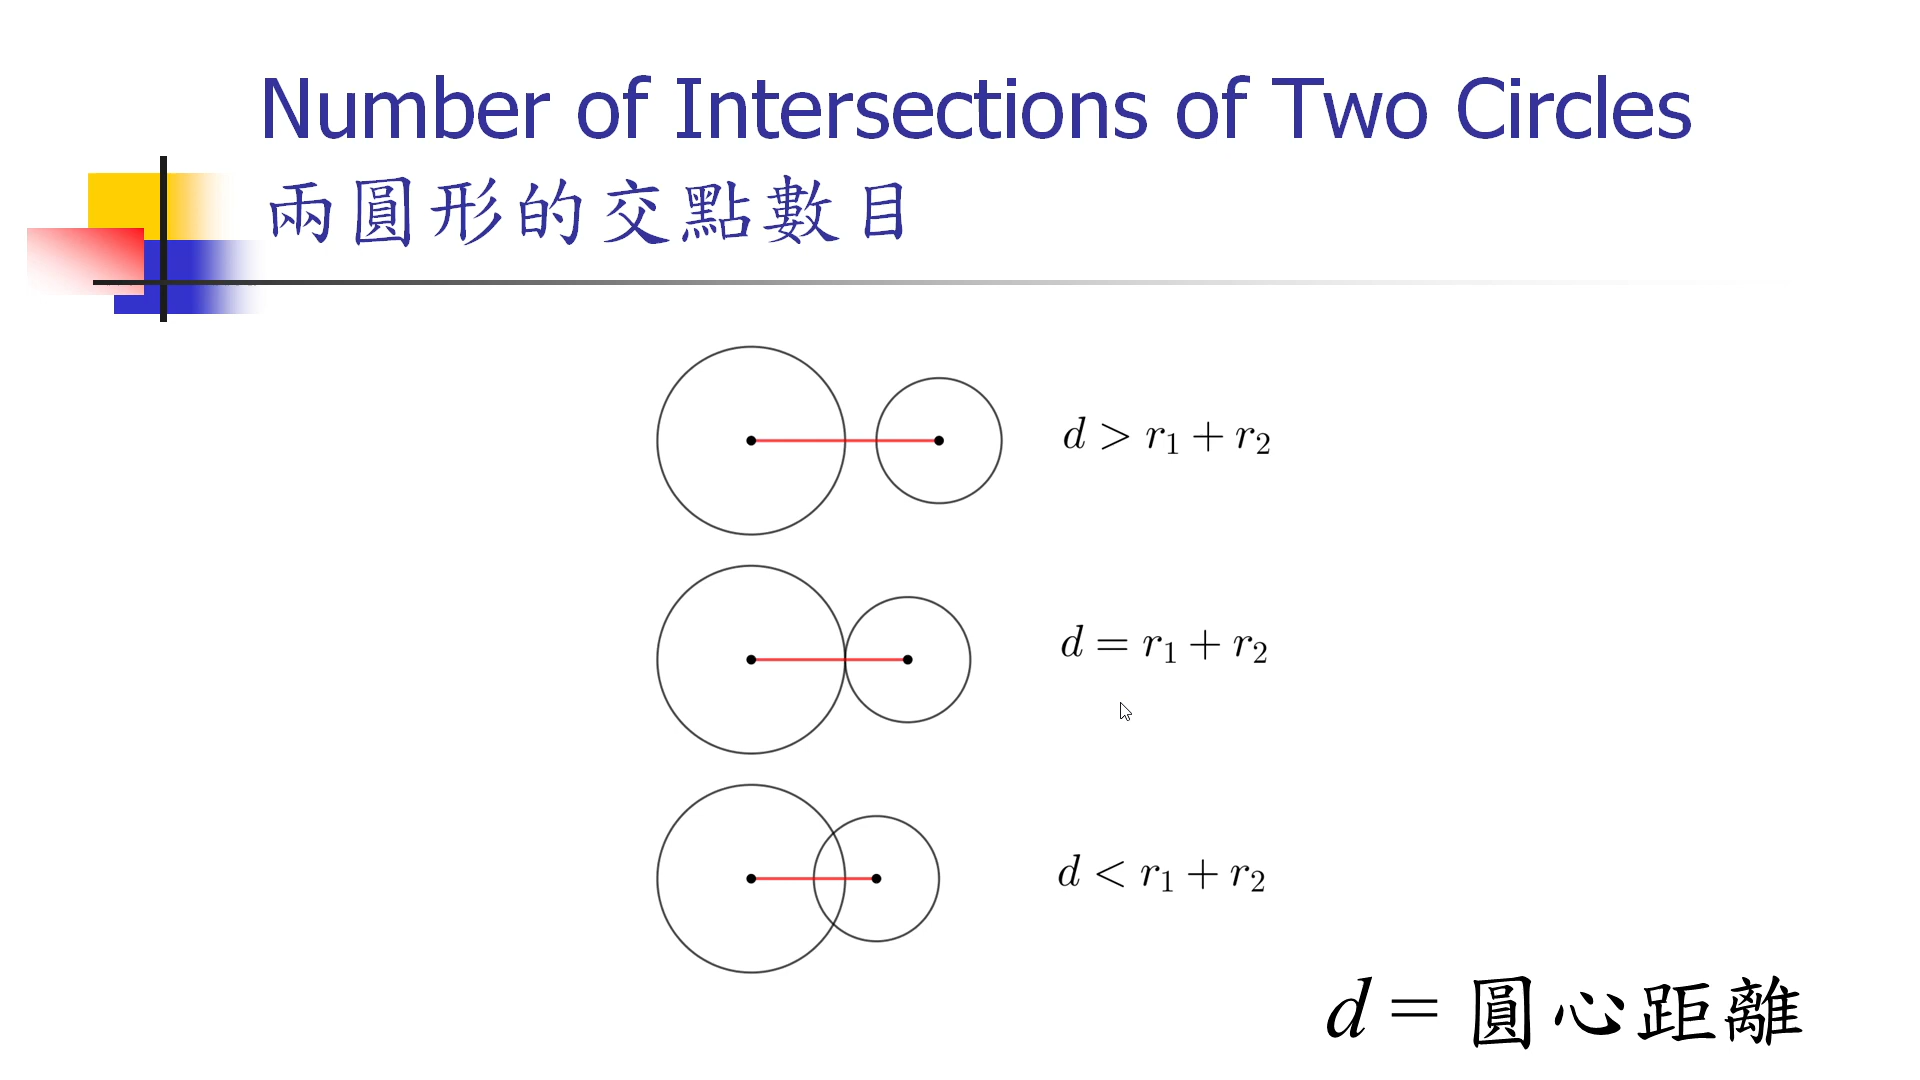 Number of Intersections of Two Circles
兩圓形的交點數目
d > r₁ + r₂
d = r₁ + r₂
d < r₁ + r₂
d = 圓心距離